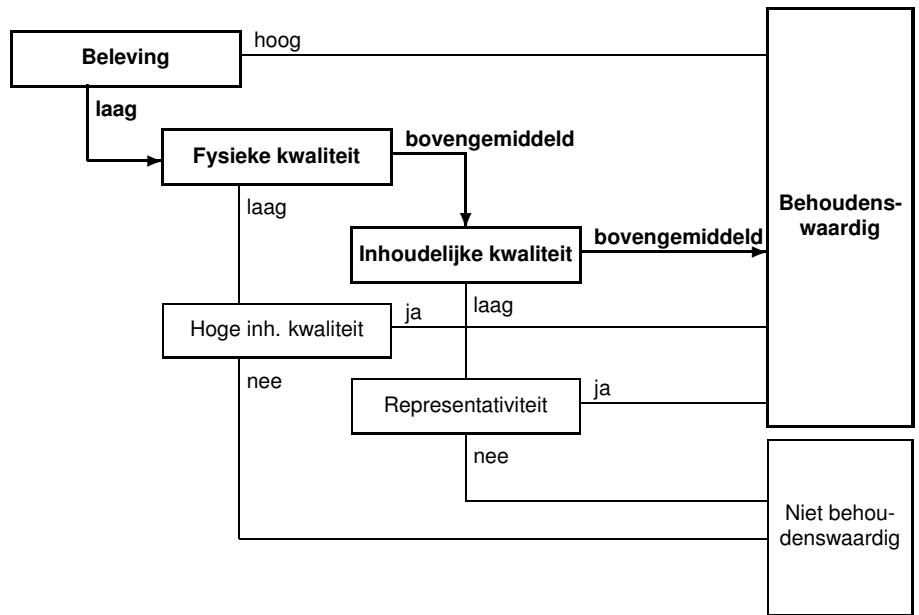 hoog
Beleving
laag
bovengemiddeld
Fysieke kwaliteit
laag
Behoudens-
waardig
bovengemiddeld
Inhoudelijke kwaliteit
laag
ja
Hoge inh. kwaliteit
nee
ja
Representativiteit
nee
Niet behou-
denswaardig